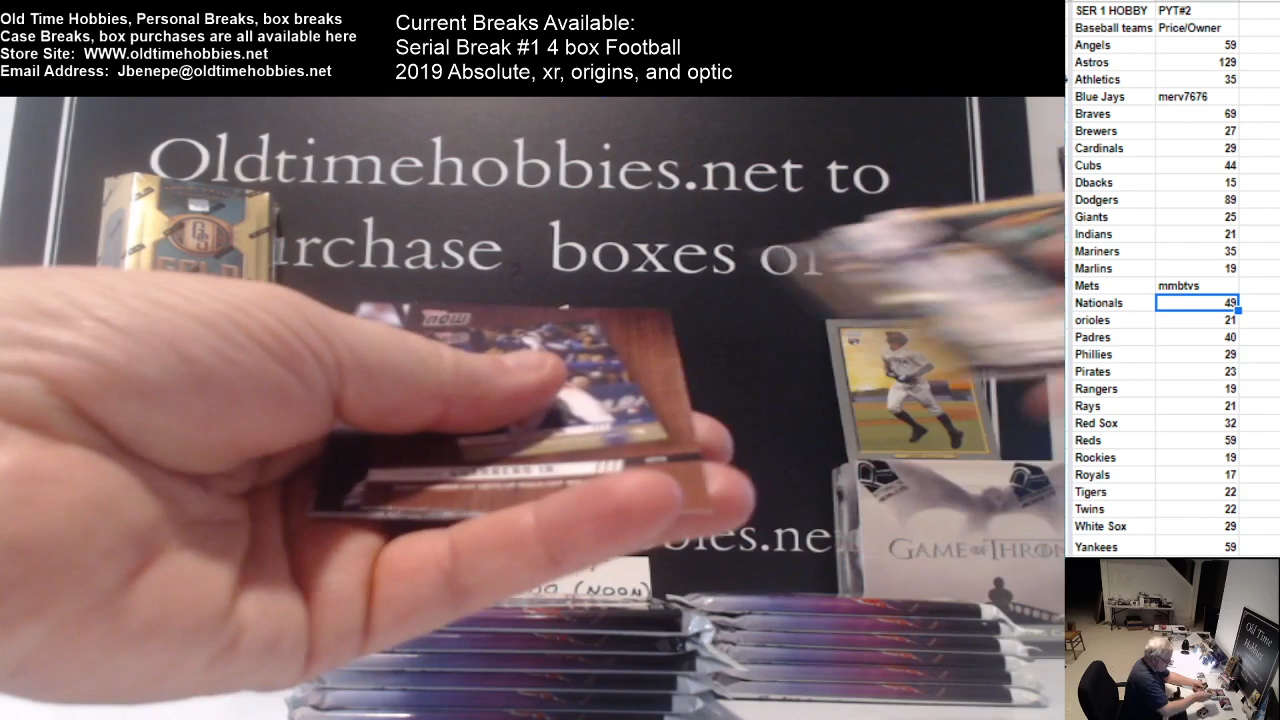 Old Time Hobbies, Personal Breaks, box breaks
Case Breaks, box purchases are all available here
Store Site:  WWW.oldtimehobbies.net
Email Address:  Jbenepe@oldtimehobbies.net
Current Breaks Available:
Serial Break #1 4 box Football
2019 Absolute, xr, origins, and optic
SER 1 HOBBY PYT#2
Baseball teams Price/Owner
Angels 59
Astros 129
Athletics 35
Blue Jays merv7676
Braves 69
Brewers 27
Cardinals 29
Cubs 44
Dbacks 15
Dodgers 89
Giants 25
Indians 21
Mariners 35
Marlins 19
Mets mmbtvs
Nationals 49
orioles 21
Padres 40
Phillies 29
Pirates 23
Rangers 19
Rays 21
Red Sox 32
Reds 59
Rockies 19
Royals 17
Tigers 22
Twins 22
White Sox 29
Yankees 59
Oldtimehobbies.net to
urchase boxes or
bies.ne
(NOON)
GAME OF THRON
Old Time